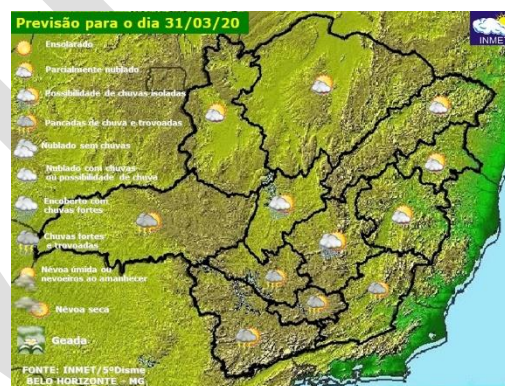 Previsão para o dia 31/03/20
INMET
Ensolarado
Parcialmente nublado
Possibilidade de chuvas isoladas
Pancadas de chuva e trovoadas
Nublado sem chuvas
Nublado com chuvas
ou possibilidade de chuva
Encoberto com
chuvas fortes
Chuvas fortes
e trovoadas
Névoa úmida ou
nevoeiros ao amanhecer
Névoa seca
Geada
FONTE: INMET/5ºDisme
BELO HORIZONTE - MG